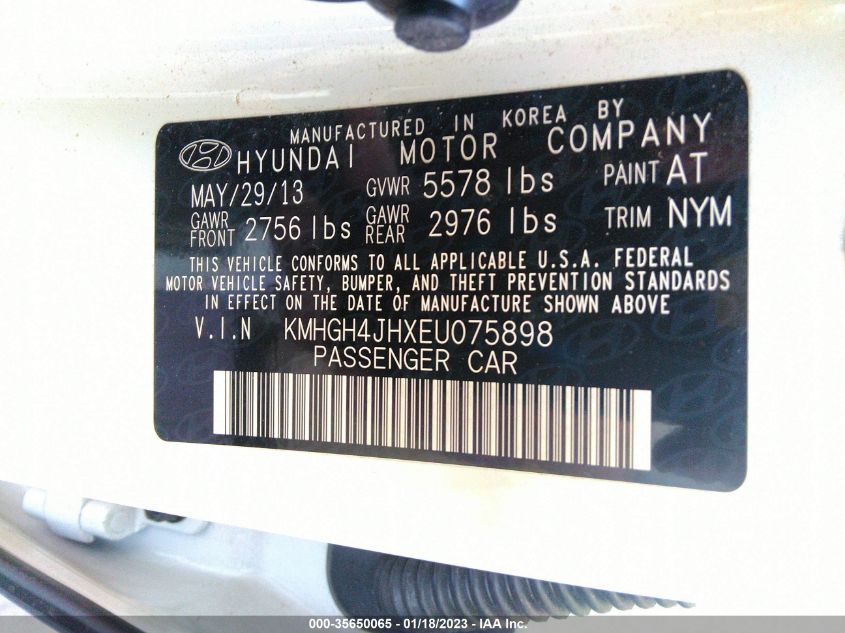 MANUFACTURED IN KOREA BY
HYUNDAI MOTOR COMPANY
MAY/29/13 GVWR 5578 lbs PAINT AT
GAWR FRONT 2756 lbs GAWR REAR 2976 lbs TRIM NYM
THIS VEHICLE CONFORMS TO ALL APPLICABLE U.S.A. FEDERAL
MOTOR VEHICLE SAFETY, BUMPER, AND THEFT PREVENTION STANDARDS
IN EFFECT ON THE DATE OF MANUFACTURE SHOWN ABOVE
V.I.N KMHGH4JHXEU075898
PASSENGER CAR
000-35650065 / 01/18/2023 / © IAA Inc.